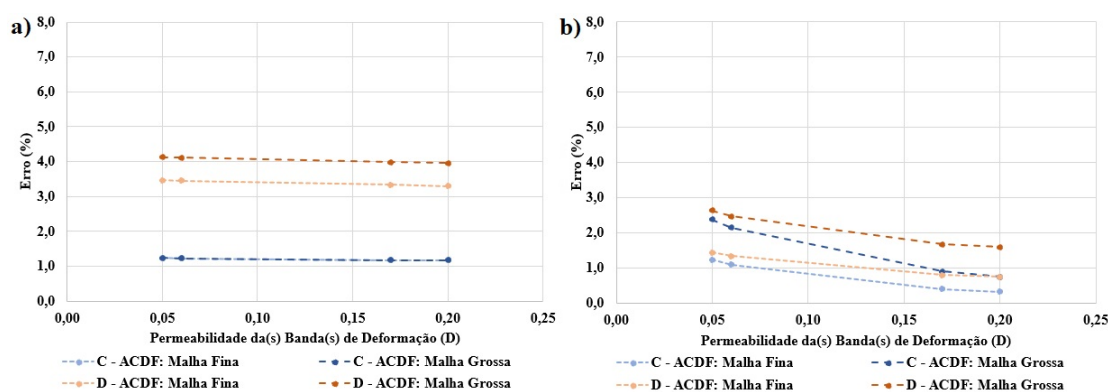 a)
8,0
7,0
6,0
5,0
4,0
3,0
2,0
1,0
0,0
Erro (%)
0,00 0,05 0,10 0,15 0,20 0,25
Permeabilidade da(s) Banda(s) de Deformação (D)
C - ACDF: Malha Fina C - ACDF: Malha Grossa
D - ACDF: Malha Fina D - ACDF: Malha Grossa
b)
8,0
7,0
6,0
5,0
4,0
3,0
2,0
1,0
0,0
Erro (%)
0,00 0,05 0,10 0,15 0,20 0,25
Permeabilidade da(s) Banda(s) de Deformação (D)
C - ACDF: Malha Fina C - ACDF: Malha Grossa
D - ACDF: Malha Fina D - ACDF: Malha Grossa